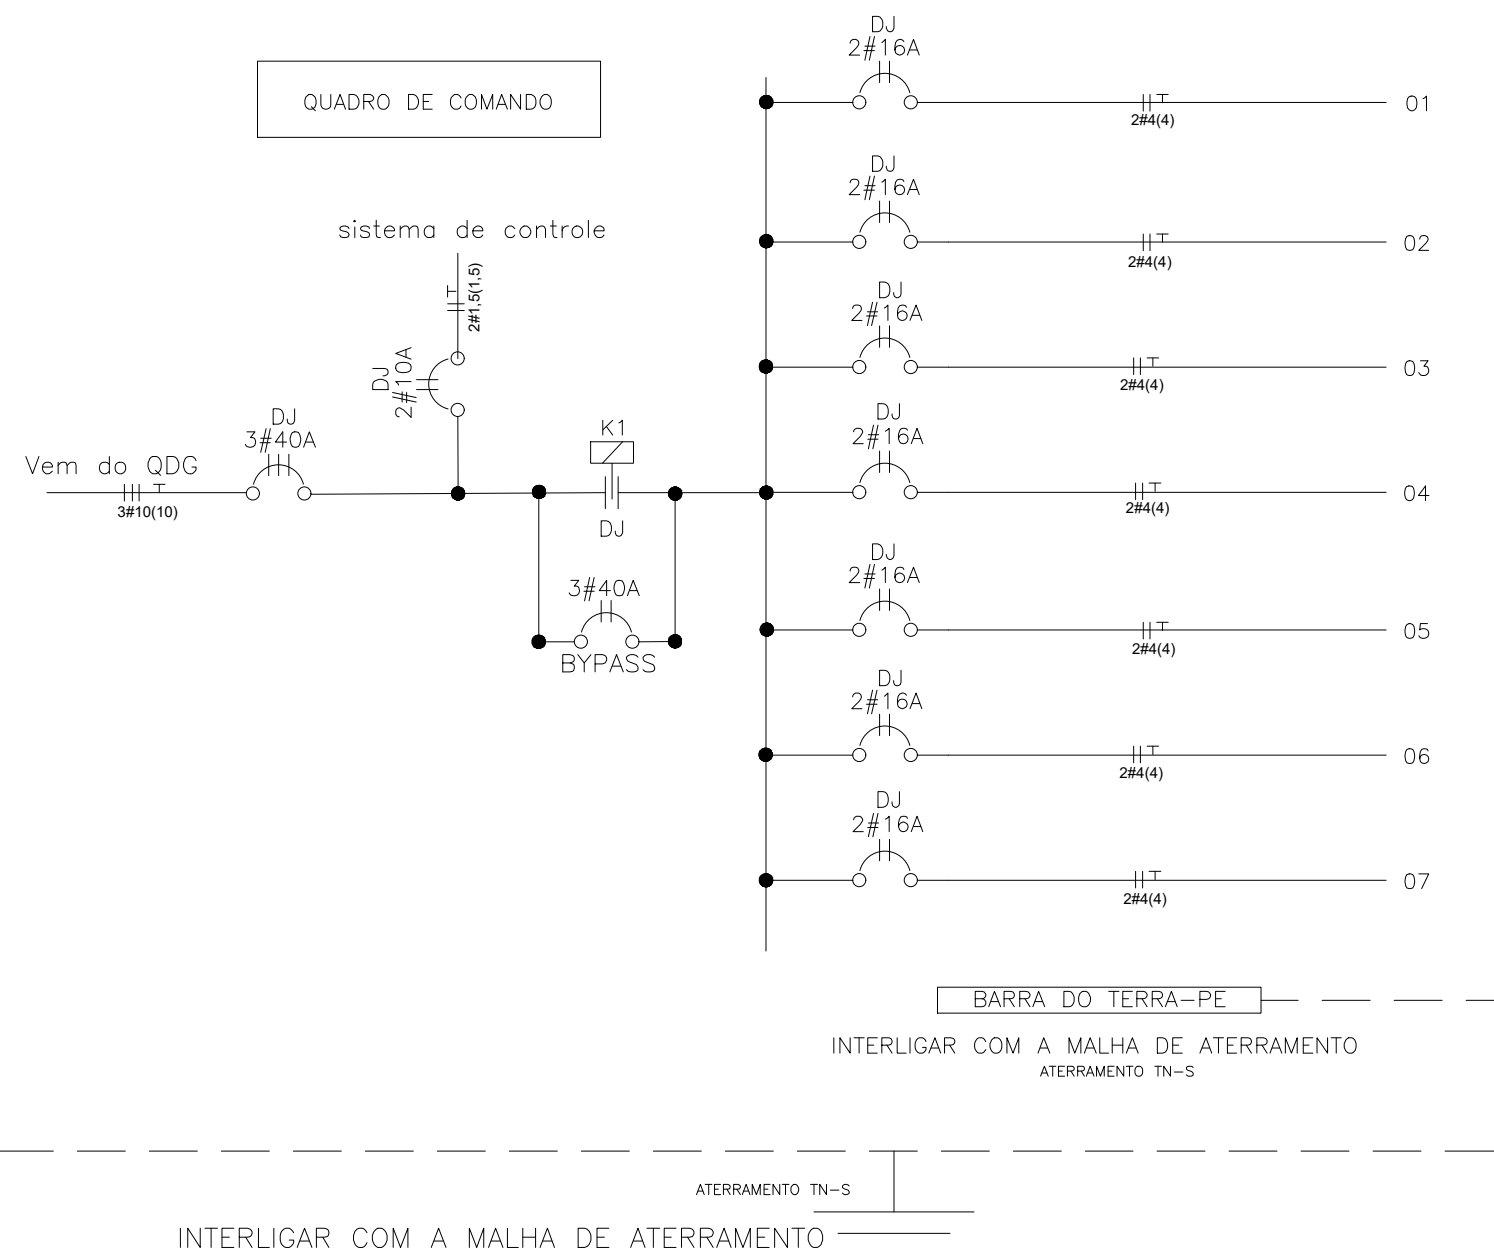 QUADRO DE COMANDO
sistema de controle
2#1,5(1,5)
DJ
2#10A
DJ
3#40A
Vem do QDG
3#10(10)
K1
DJ
3#40A
BYPASS
DJ
2#16A
2#4(4)
01
DJ
2#16A
2#4(4)
02
DJ
2#16A
2#4(4)
03
DJ
2#16A
2#4(4)
04
DJ
2#16A
2#4(4)
05
DJ
2#16A
2#4(4)
06
DJ
2#16A
2#4(4)
07
BARRA DO TERRA-PE
INTERLIGAR COM A MALHA DE ATERRAMENTO
ATERRAMENTO TN-S
ATERRAMENTO TN-S
INTERLIGAR COM A MALHA DE ATERRAMENTO